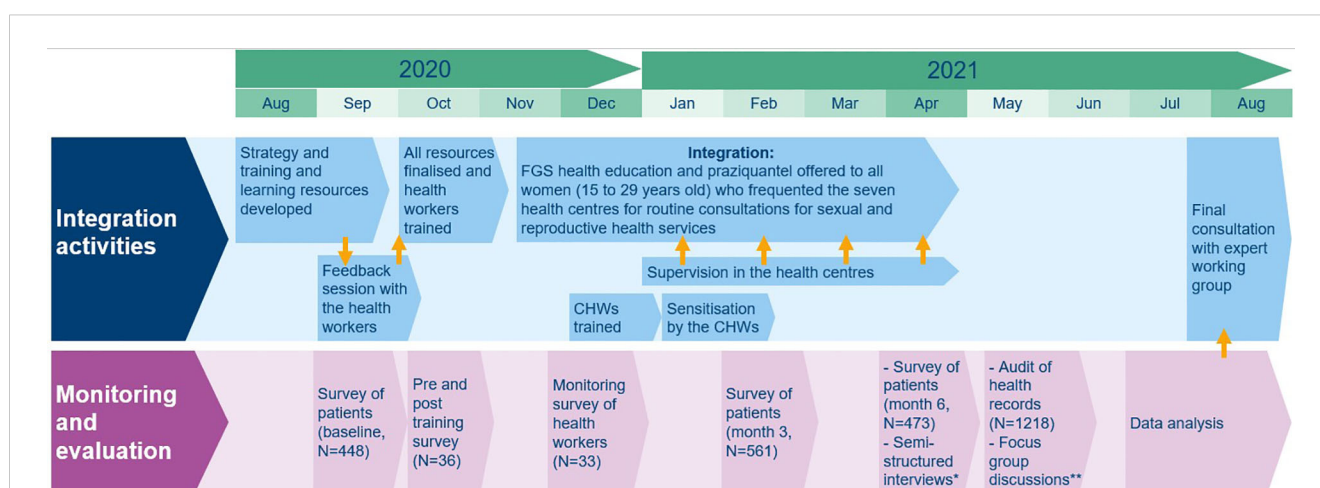 2020
2021
Aug
Sep
Oct
Nov
Dec
Jan
Feb
Mar
Apr
May
Jun
Jul
Aug
Integration
activities
Strategy and
training and
learning resources
developed
All resources
finalised and
health
workers
trained
Integration:
FGS health education and praziquantel offered to all
women (15 to 29 years old) who frequented the seven
health centres for routine consultations for sexual and
reproductive health services
Final
consultation
with expert
working
group
Feedback
session with
the health
workers
Supervision in the health centres
CHWs
trained
Sensitisation
by the CHWs
Monitoring
and
evaluation
Survey of
patients
(baseline,
N=448)
Pre and
post
training
survey
(N=36)
Monitoring
survey of
health
workers
(N=33)
Survey of
patients
(month 3,
N=561)
- Survey of
patients
(month 6,
N=473)
- Semi-
structured
interviews*
- Audit of
health
records
(N=1218)
- Focus
group
discussions**
Data analysis